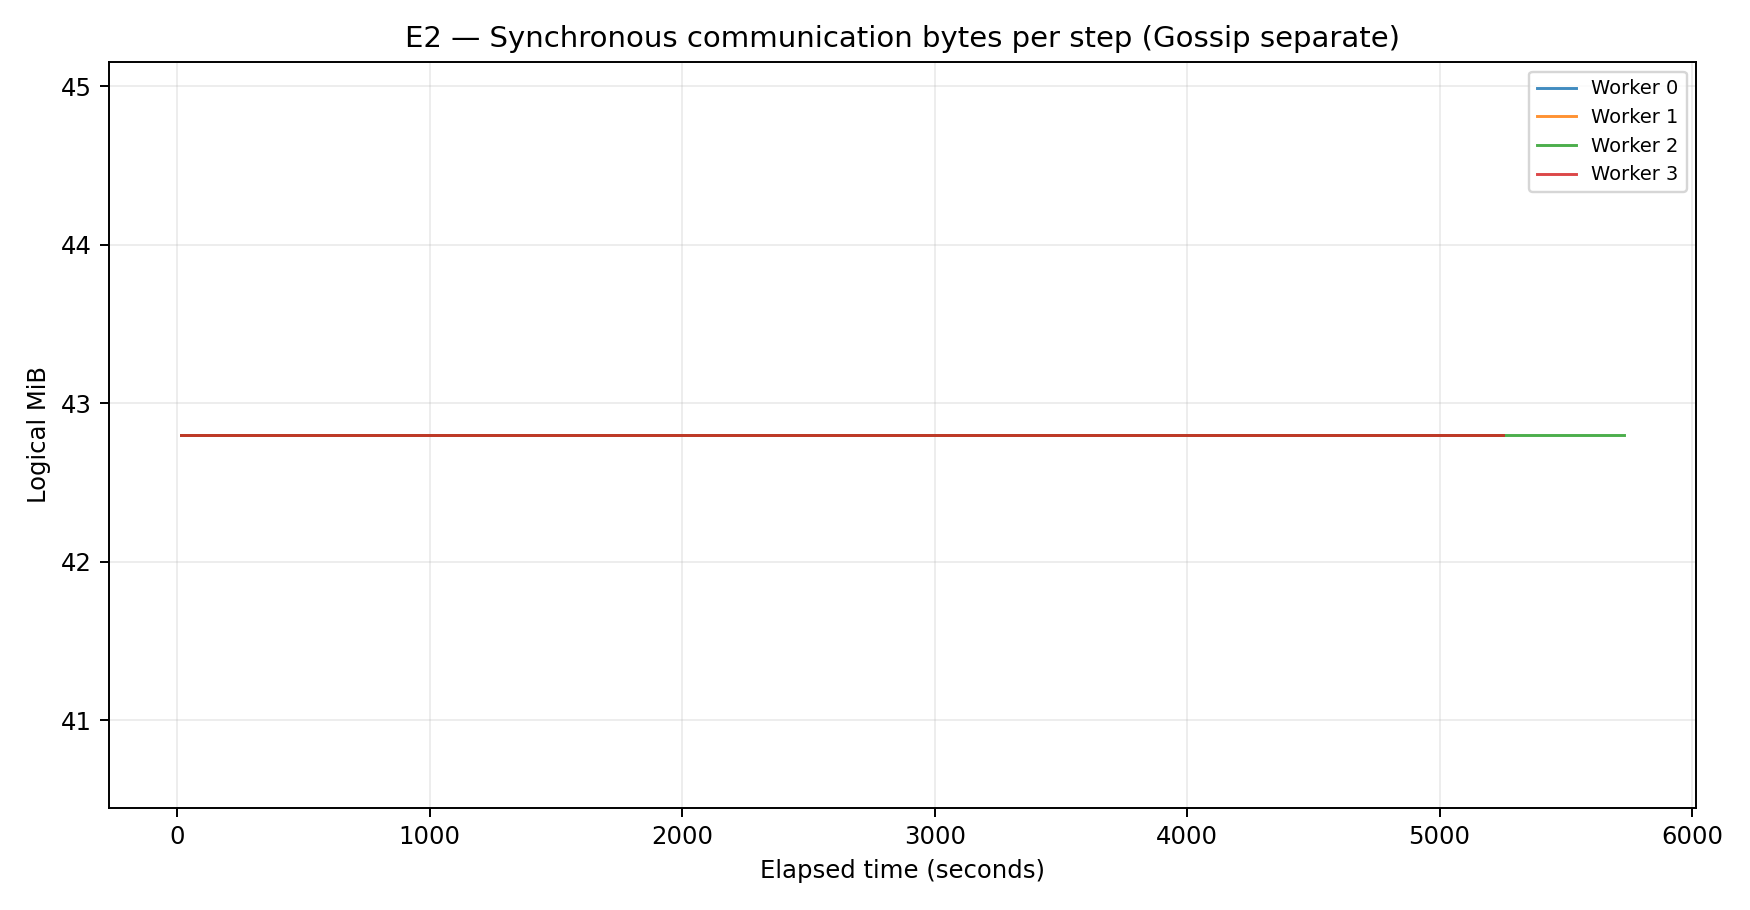 E2 — Synchronous communication bytes per step (Gossip separate)
45
44
43
42
41
Logical MiB
Worker 0
Worker 1
Worker 2
Worker 3
0 1000 2000 3000 4000 5000 6000
Elapsed time (seconds)